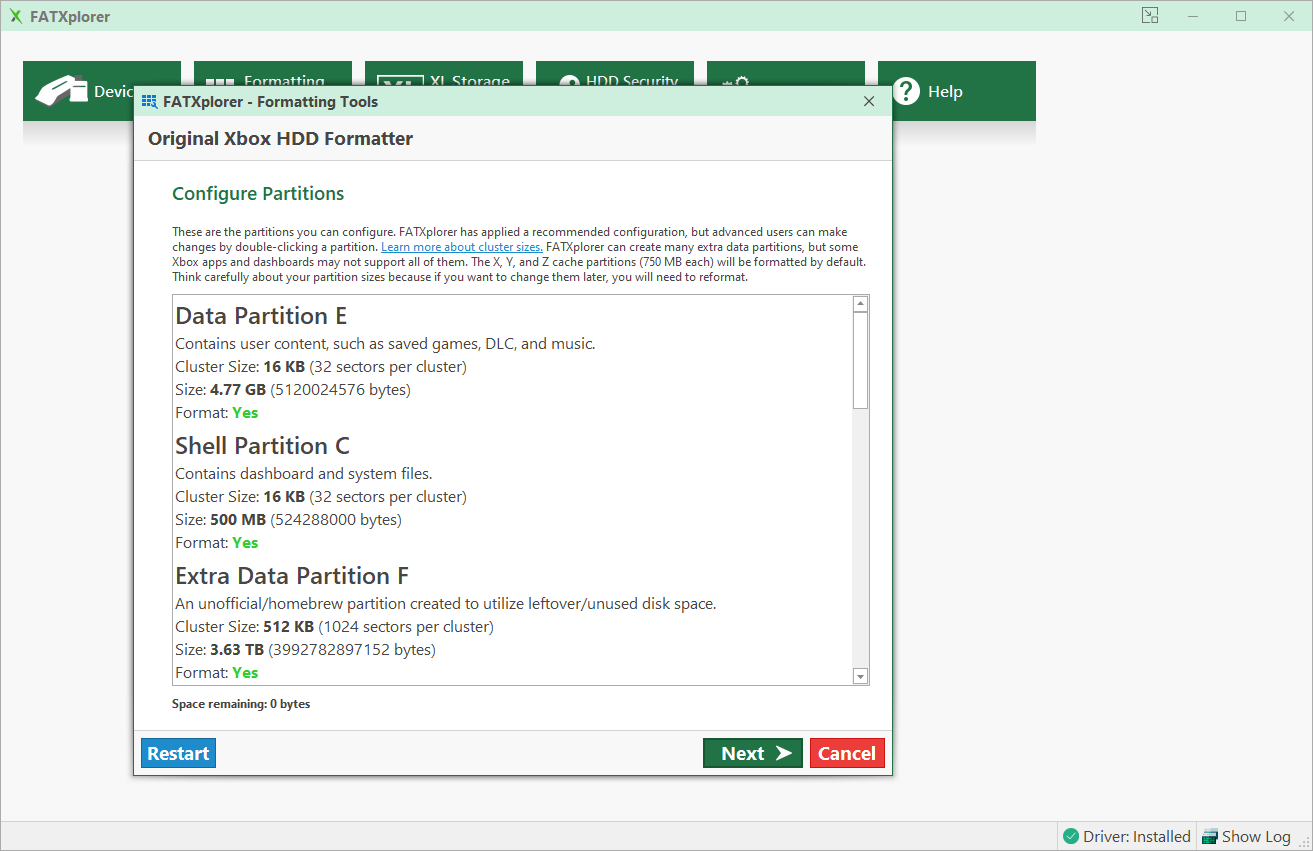 FATXplorer
Formatting
XL Storage
HDD Security
Help
FATXplorer - Formatting Tools
Original Xbox HDD Formatter
Configure Partitions
These are the partitions you can configure. FATXplorer has applied a recommended configuration, but advanced users can make
changes by double-clicking a partition. Learn more about cluster sizes. FATXplorer can create many extra data partitions, but some
Xbox apps and dashboards may not support all of them. The X, Y, and Z cache partitions (750 MB each) will be formatted by default.
Think carefully about your partition sizes because if you want to change them later, you will need to reformat.
Data Partition E
Contains user content, such as saved games, DLC, and music.
Cluster Size: 16 KB (32 sectors per cluster)
Size: 4.77 GB (5120024576 bytes)
Format: Yes
Shell Partition C
Contains dashboard and system files.
Cluster Size: 16 KB (32 sectors per cluster)
Size: 500 MB (524288000 bytes)
Format: Yes
Extra Data Partition F
An unofficial/homebrew partition created to utilize leftover/unused disk space.
Cluster Size: 512 KB (1024 sectors per cluster)
Size: 3.63 TB (3992782897152 bytes)
Format: Yes
Space remaining: 0 bytes
Restart
Next
Cancel
Driver: Installed
Show Log